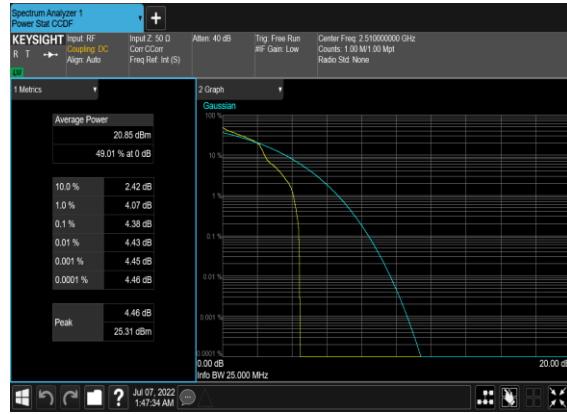 Spectrum Analyzer 1
Power Stat CCDF
+
KEYSIGHT
R T
LW
Input: RF
Coupling: DC
Align: Auto
Input Z: 50 Ω
Corr CCorr
Freq Ref: Int (S)
Atten: 40 dB
Trig: Free Run
#IF Gain: Low
Center Freq: 2.510000000 GHz
Counts: 1.00 M/1.00 Mpt
Radio Std: None
1 Metrics
Average Power
20.85 dBm
49.01 % at 0 dB
10.0 % 2.42 dB
1.0 % 4.07 dB
0.1 % 4.38 dB
0.01 % 4.43 dB
0.001 % 4.45 dB
0.0001 % 4.46 dB
Peak
4.46 dB
25.31 dBm
2 Graph
Gaussian
100 %
10 %
1 %
0.1 %
0.01 %
0.001 %
0.0001 %
0.00 dB
20.00 dB
Info BW 25.000 MHz
?
Jul 07, 2022
1:47:34 AM